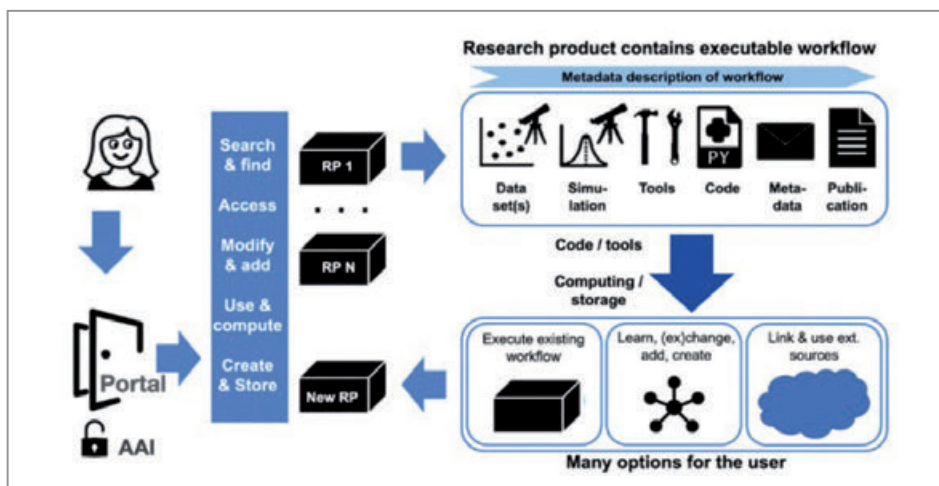 Research product contains executable workflow
Metadata description of workflow
Search
& find
Access
Modify
& add
Use &
compute
Create
& Store
RP 1
. . .
RP N
New RP
Data
set(s)
Simu-
lation
Tools
PY
Code
Meta-
data
Publi-
cation
Code / tools
Computing /
storage
Execute existing
workflow
Learn, (ex)change,
add, create
Link & use ext.
sources
Many options for the user
Portal
AAI